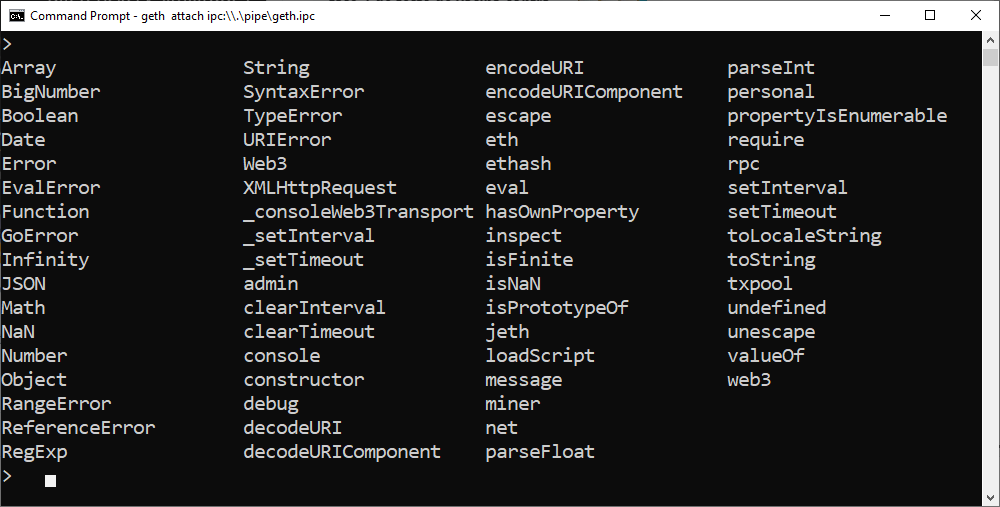 Command Prompt - geth  attach ipc:\\.\pipe\geth.ipc
>
Array String encodeURI parseInt
BigNumber SyntaxError encodeURIComponent personal
Boolean TypeError escape propertyIsEnumerable
Date URIError eth require
Error Web3 ethash rpc
EvalError XMLHttpRequest eval setInterval
Function _consoleWeb3Transport hasOwnProperty setTimeout
GoError _setInterval inspect toLocaleString
Infinity _setTimeout isFinite toString
JSON admin isNaN txpool
Math clearInterval isPrototypeOf undefined
NaN clearTimeout jeth unescape
Number console loadScript valueOf
Object constructor message web3
RangeError debug miner
ReferenceError decodeURI net
RegExp decodeURIComponent parseFloat
>